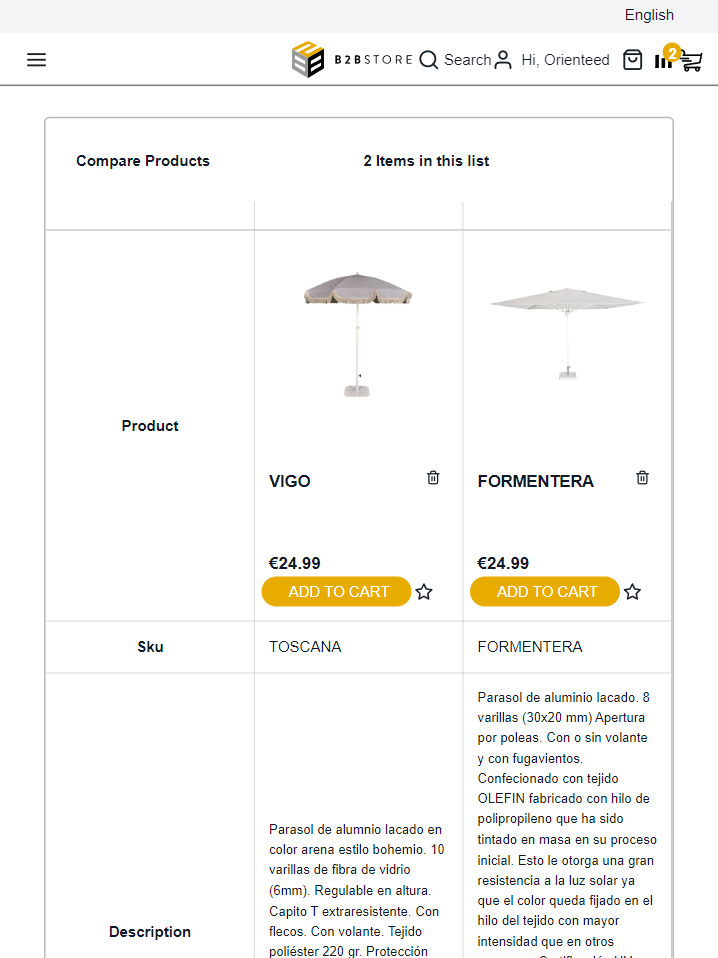 English
B2BSTORE
Search
Hi, Orienteed
2
Compare Products
2 Items in this list
Product
VIGO
FORMENTERA
€24.99
€24.99
ADD TO CART
ADD TO CART
Sku
TOSCANA
FORMENTERA
Description
Parasol de alumnio lacado en
color arena estilo bohemio. 10
varillas de fibra de vidrio
(6mm). Regulable en altura.
Capito T extraresistente. Con
flecos. Con volante. Tejido
poliéster 220 gr. Protección
Parasol de aluminio lacado. 8
varillas (30x20 mm) Apertura
por poleas. Con o sin volante
y con fugavientos.
Confecionado con tejido
OLEFIN fabricado con hilo de
polipropileno que ha sido
tintado en masa en su proceso
inicial. Esto le otorga una gran
resistencia a la luz solar ya
que el color queda fijado en el
hilo del tejido con mayor
intensidad que en otros